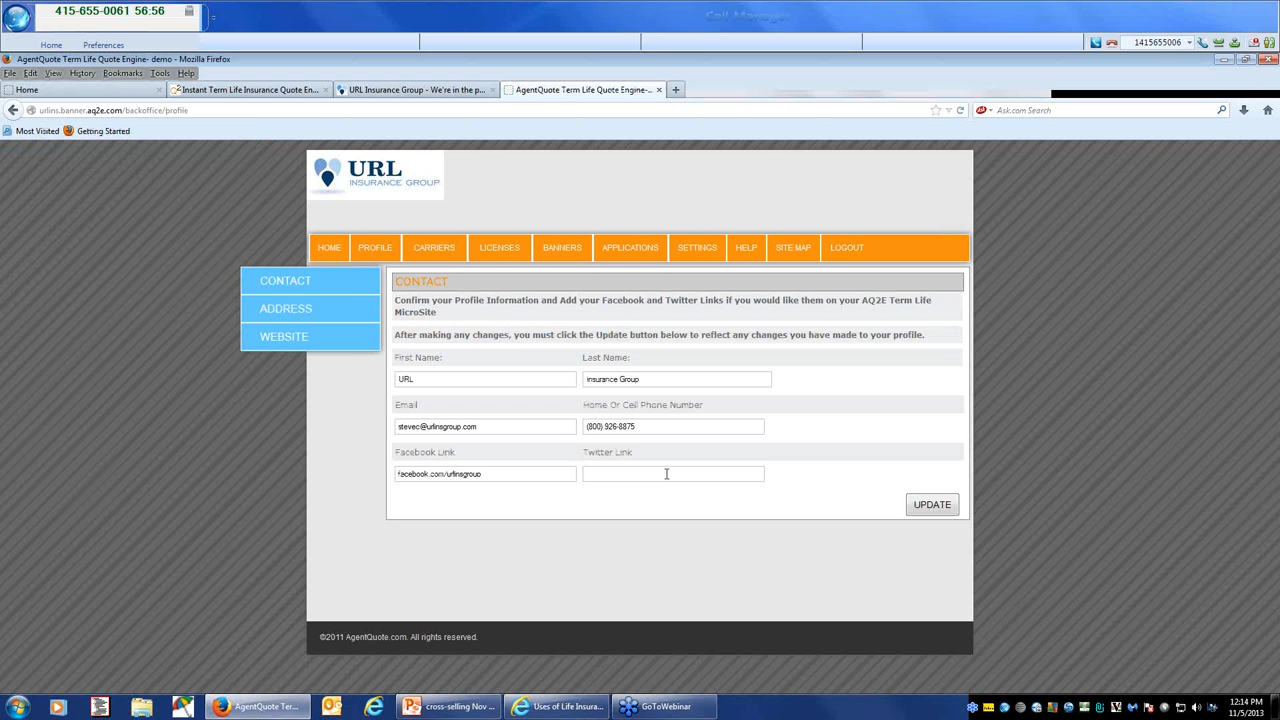 415-655-0061 56:56
Call Manager
Home Preferences
1415655006
AgentQuote Term Life Quote Engine- demo - Mozilla Firefox
File Edit View History Bookmarks Tools Help
Home
Instant Term Life Insurance Quote En...
URL Insurance Group - We're in the p...
AgentQuote Term Life Quote Engine-...
urlins.banner.aq2e.com/backoffice/profile
Ask.com Search
Most Visited Getting Started
URL
INSURANCE GROUP
HOME PROFILE CARRIERS LICENSES BANNERS APPLICATIONS SETTINGS HELP SITE MAP LOGOUT
CONTACT
ADDRESS
WEBSITE
CONTACT
Confirm your Profile Information and Add your Facebook and Twitter Links if you would like them on your AQ2E Term Life
MicroSite
After making any changes, you must click the Update button below to reflect any changes you have made to your profile.
First Name: Last Name:
URL insurance Group
Email Home Or Cell Phone Number
stevec@urlinsgroup.com (800) 926-8875
Facebook Link Twitter Link
facebook.com/urlinsgroup
UPDATE
©2011 AgentQuote.com. All rights reserved.
AgentQuote Ter...
cross-selling Nov ...
Uses of Life Insura...
GoToWebinar
12:14 PM
11/5/2013